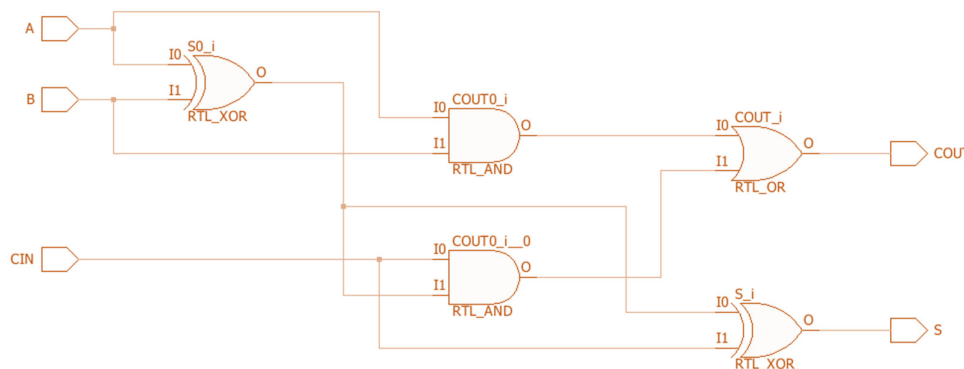 A
S0_i
I0
O
B
I1
RTL_XOR
COUT0_i
I0
O
I1
RTL_AND
COUT_i
I0
O
I1
RTL_OR
COUT
CIN
COUT0_i__0
I0
O
I1
RTL_AND
S_i
I0
O
I1
RTL_XOR
S